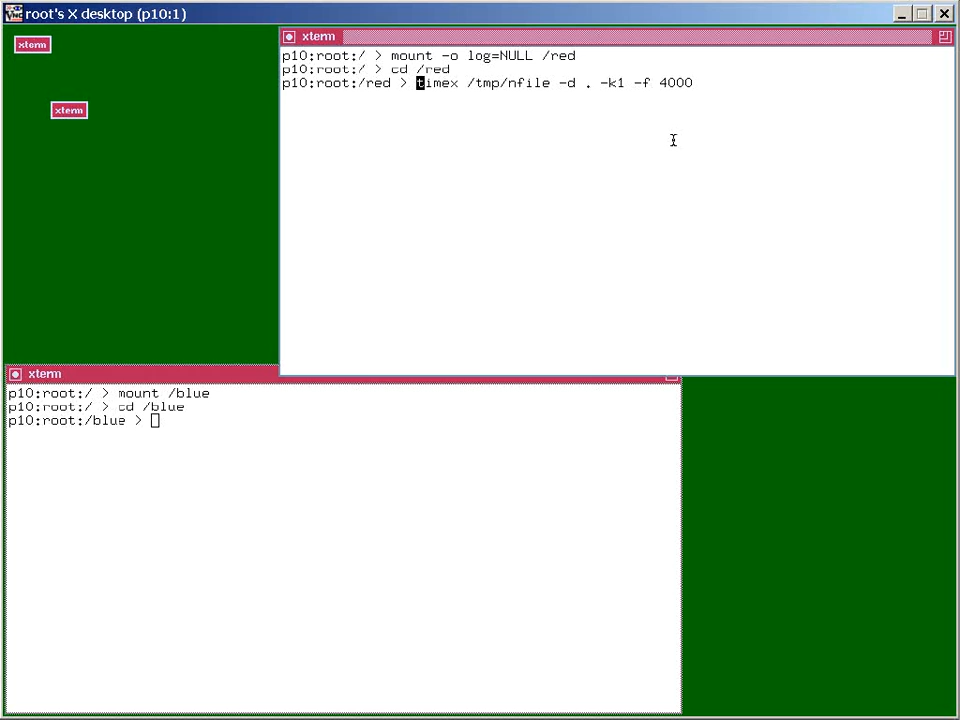 root's X desktop (p10:1)
xterm
xterm
xterm
p10:root:/ > mount -o log=NULL /red
p10:root:/ > cd /red
p10:root:/red > timex /tmp/nfile -d . -k1 -f 4000
xterm
p10:root:/ > mount /blue
p10:root:/ > cd /blue
p10:root:/blue >